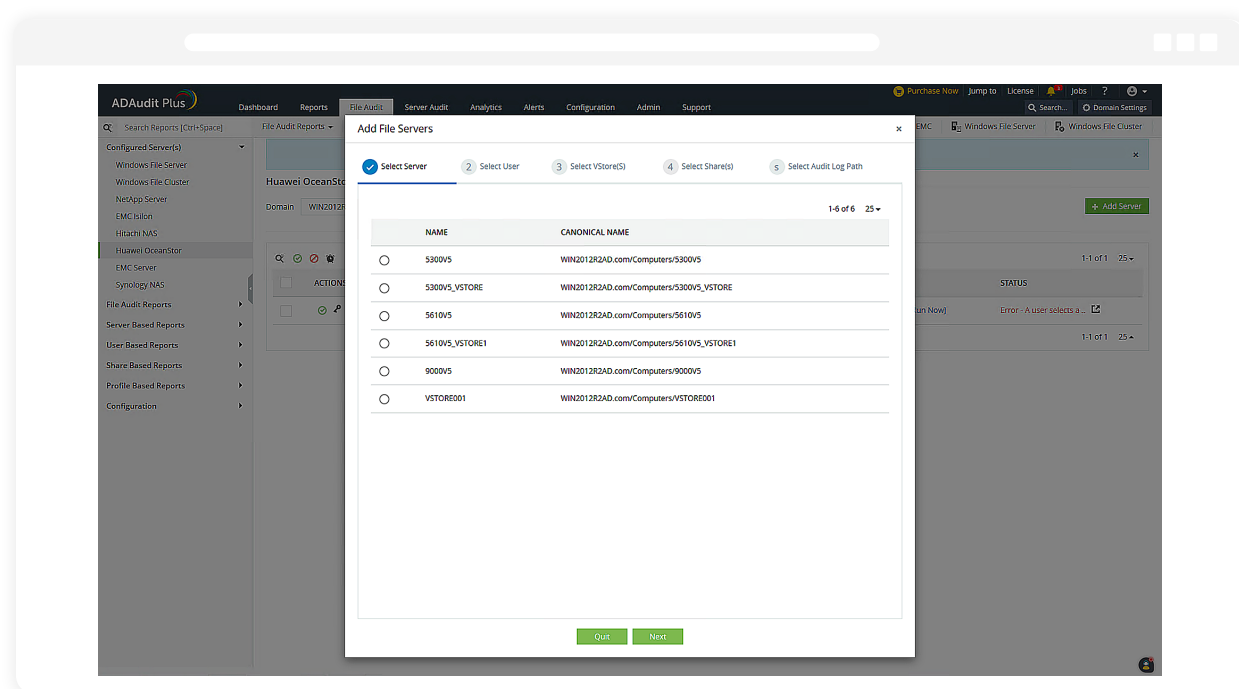 ADAudit Plus
Purchase Now Jump to License Jobs ?
Dashboard Reports File Audit Server Audit Analytics Alerts Configuration Admin Support
Search... Domain Settings
Search Reports [Ctrl+Space]
File Audit Reports
EMC Windows File Server Windows File Cluster
Configured Server(s)
Windows File Server
Windows File Cluster
NetApp Server
EMC Isilon
Hitachi NAS
Huawei OceanStor
EMC Server
Synology NAS
File Audit Reports
Server Based Reports
User Based Reports
Share Based Reports
Profile Based Reports
Configuration
Huawei OceanSto
Domain WIN2012R
+ Add Server
1-1 of 1 25
ACTIONS
STATUS
Run Now]
Error - A user selects a ..
1-1 of 1 25
Add File Servers
×
Select Server
2 Select User
3 Select VStore(S)
4 Select Share(s)
s Select Audit Log Path
1-6 of 6 25
NAME CANONICAL NAME
5300V5 WIN2012R2AD.com/Computers/5300V5
5300V5_VSTORE WIN2012R2AD.com/Computers/5300V5_VSTORE
5610V5 WIN2012R2AD.com/Computers/5610V5
5610V5_VSTORE1 WIN2012R2AD.com/Computers/5610V5_VSTORE1
9000V5 WIN2012R2AD.com/Computers/9000V5
VSTORE001 WIN2012R2AD.com/Computers/VSTORE001
Quit Next